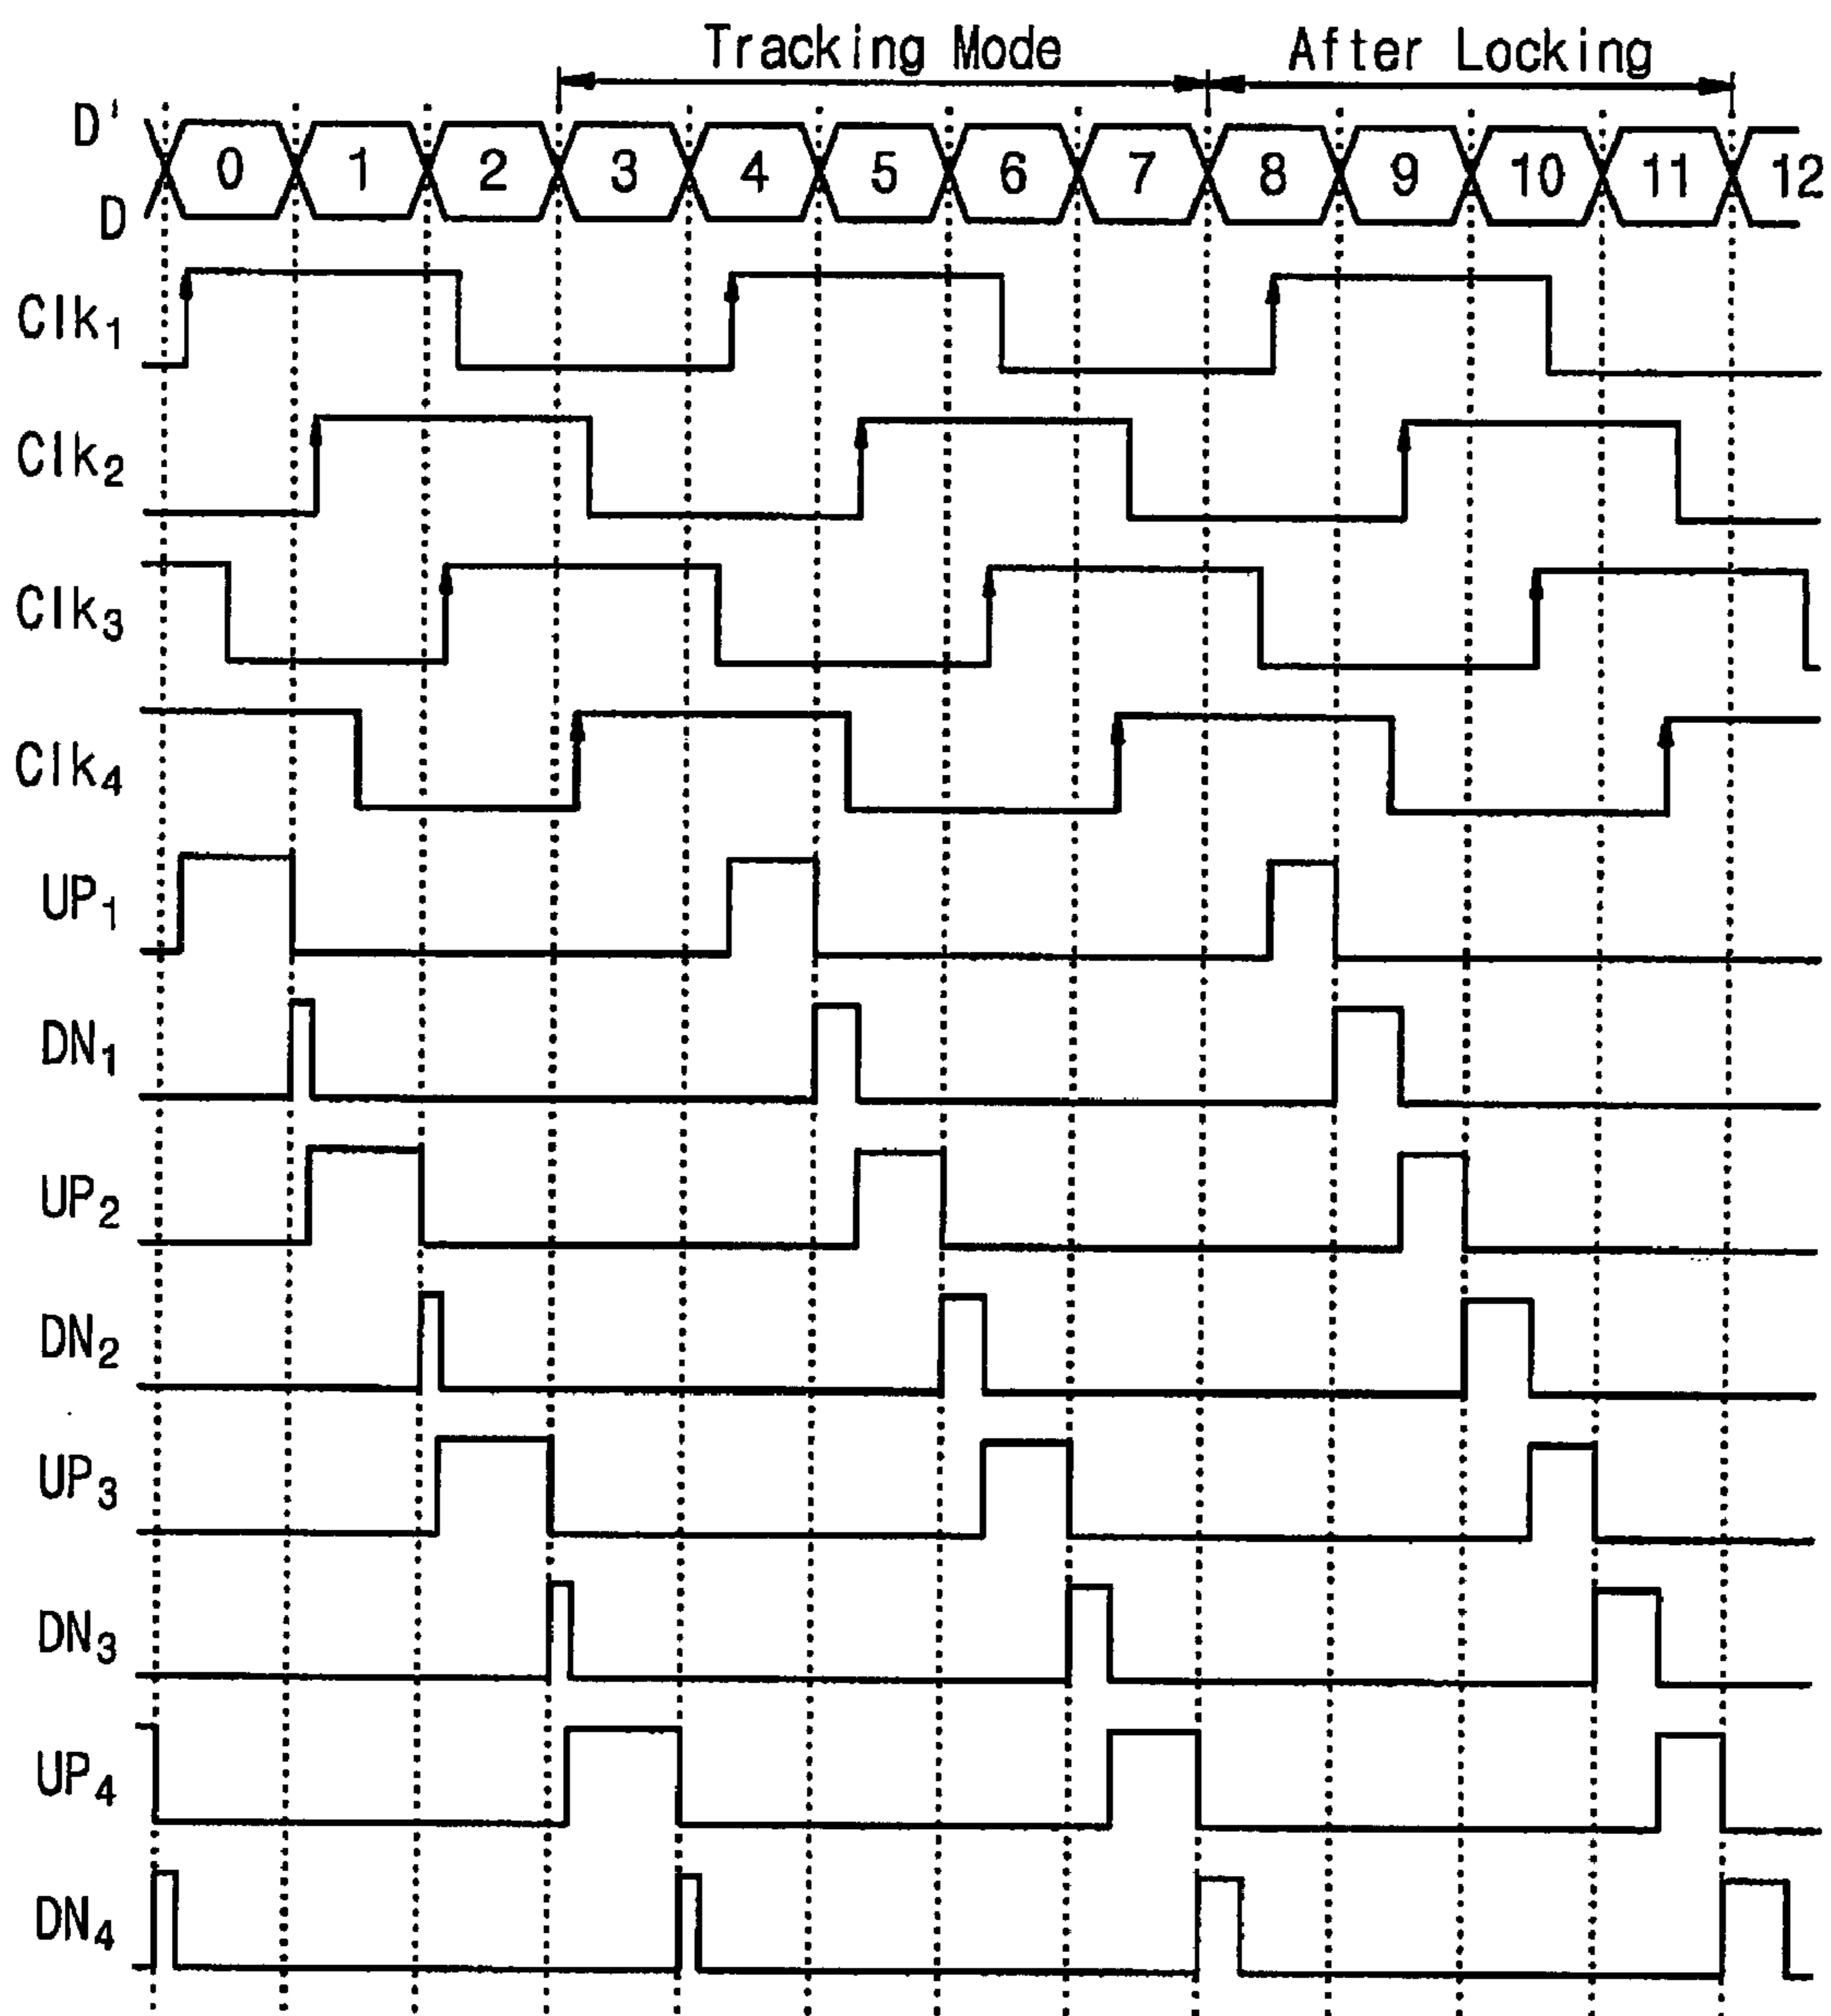 Tracking Mode After Locking
D'
0 1 2 3 4 5 6 7 8 9 10 11 12
D
Clk1
Clk2
Clk3
Clk4
UP1
DN1
UP2
DN2
UP3
DN3
UP4
DN4